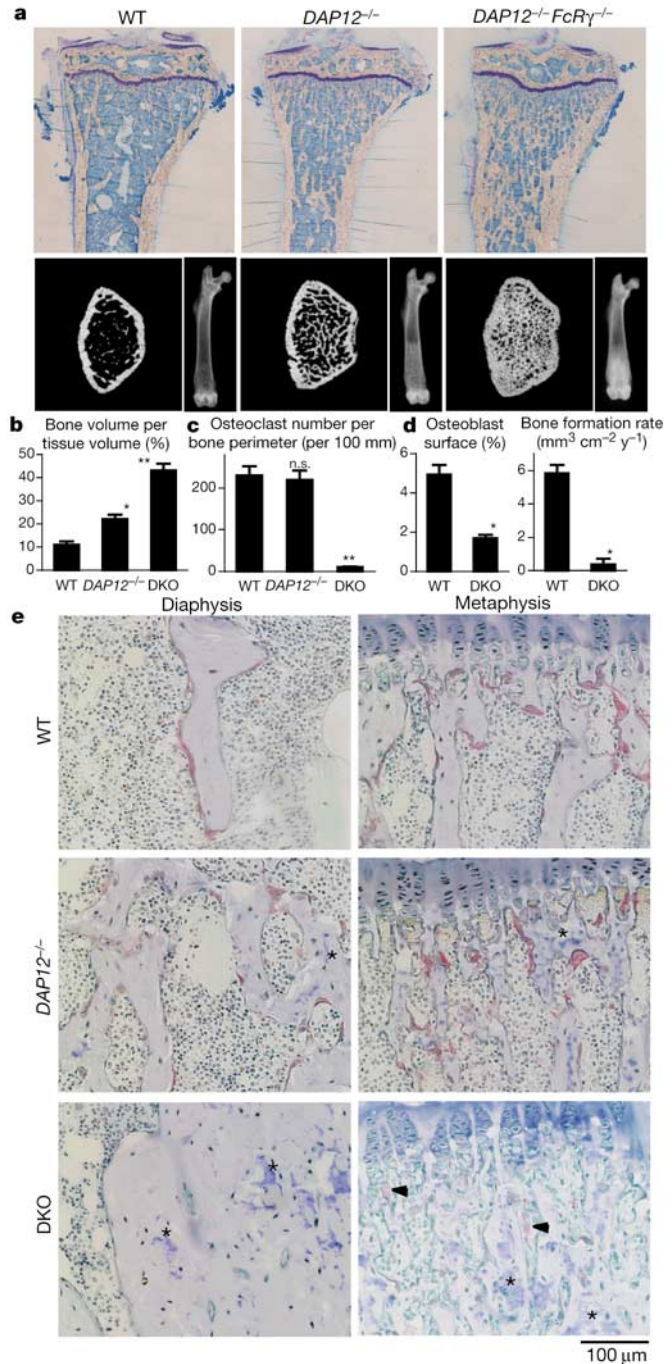 a
WT
DAP12–/–
DAP12–/–FcRγ–/–
b
Bone volume per
tissue volume (%)
50
40
30
20
10
0
*
**
WT DAP12–/– DKO
c
Osteoclast number per
bone perimeter (per 100 mm)
200
100
0
n.s.
**
WT DAP12–/– DKO
d
Osteoblast
surface (%)
6
4
2
0
*
WT DKO
Bone formation rate
(mm³ cm–² y–¹)
6
4
2
0
*
WT DKO
e
Diaphysis
Metaphysis
WT
DAP12–/–
*
*
DKO
*
*
*
*
100 μm